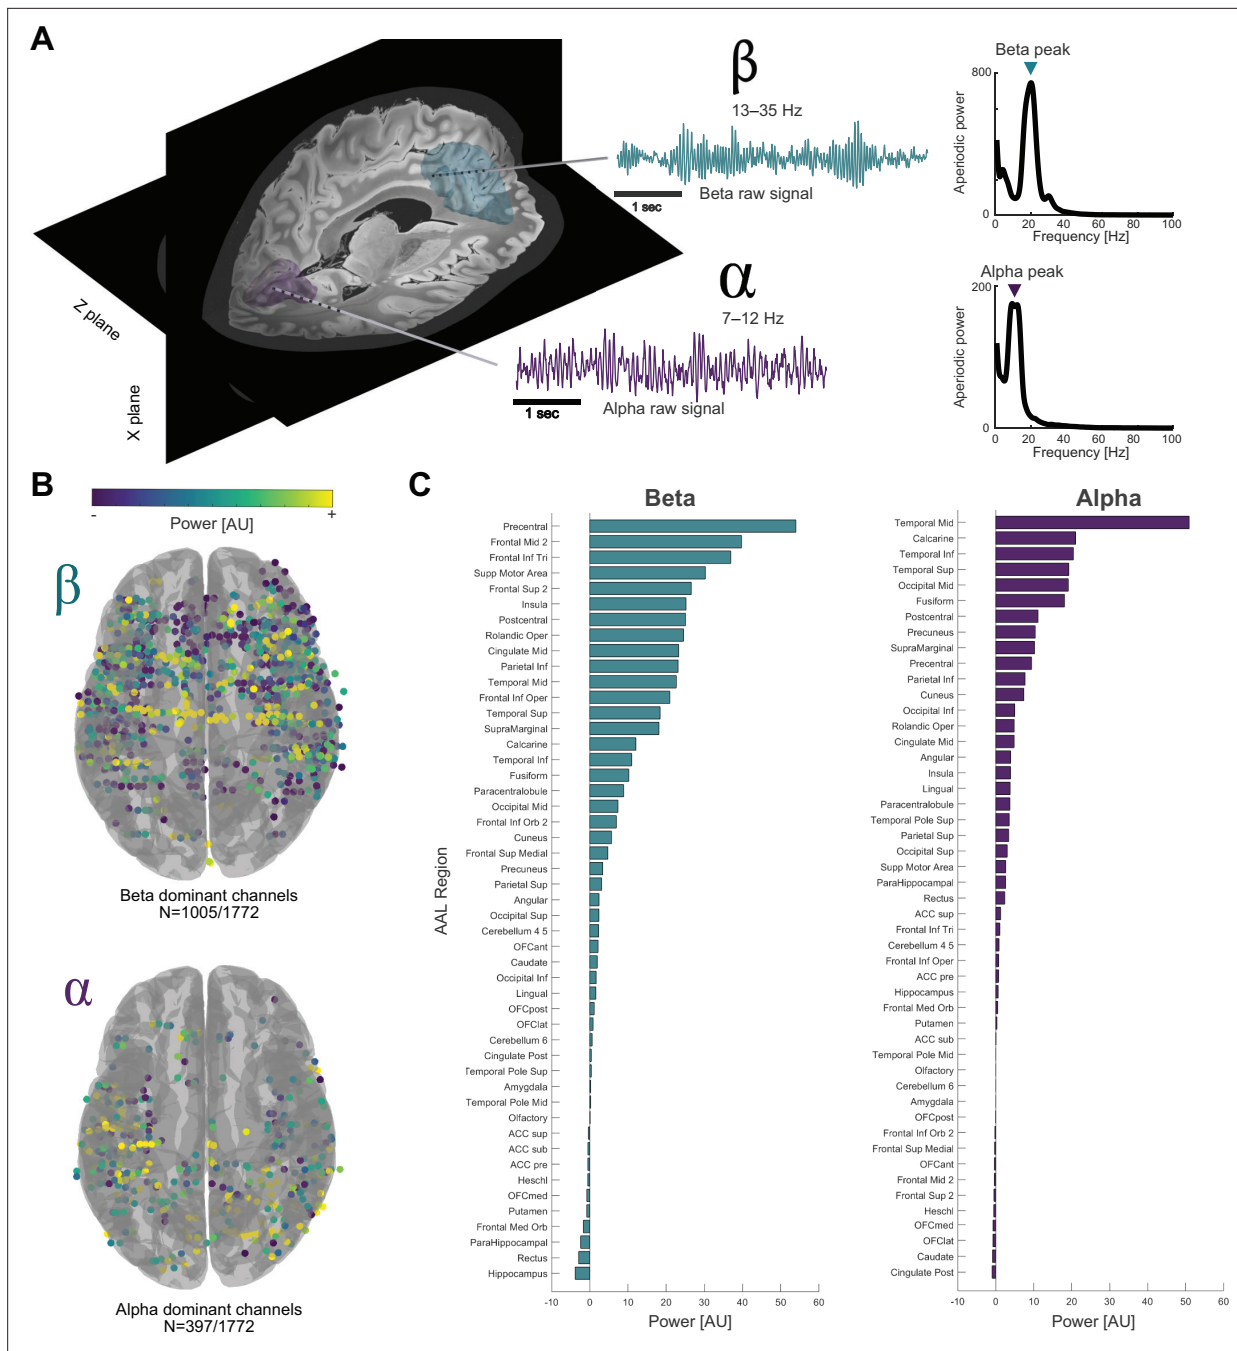 A
β
13–35 Hz
Beta raw signal
1 sec
Beta peak
800
Aperiodic power
0
0 20 40 60 80 100
Frequency [Hz]
α
7–12 Hz
Alpha raw signal
1 sec
Alpha peak
200
Aperiodic power
0
0 20 40 60 80 100
Frequency [Hz]
Z plane
X plane
B
- +
Power [AU]
β
Beta dominant channels
N=1005/1772
α
Alpha dominant channels
N=397/1772
C
Beta
AAL Region
Precentral
Frontal Mid 2
Frontal Inf Tri
Supp Motor Area
Frontal Sup 2
Insula
Postcentral
Rolandic Oper
Cingulate Mid
Parietal Inf
Temporal Mid
Frontal Inf Oper
Temporal Sup
SupraMarginal
Calcarine
Temporal Inf
Fusiform
Paracentralobule
Occipital Mid
Frontal Inf Orb 2
Cuneus
Frontal Sup Medial
Precuneus
Parietal Sup
Angular
Occipital Sup
Cerebellum 4 5
OFCant
Caudate
Occipital Inf
Lingual
OFCpost
OFClat
Cerebellum 6
Cingulate Post
Temporal Pole Sup
Amygdala
Temporal Pole Mid
Olfactory
ACC sup
ACC sub
ACC pre
Heschl
OFCmed
Putamen
Frontal Med Orb
ParaHippocampal
Rectus
Hippocampus
-10 0 10 20 30 40 50 60
Power [AU]
Alpha
Temporal Mid
Calcarine
Temporal Inf
Temporal Sup
Occipital Mid
Fusiform
Postcentral
Precuneus
SupraMarginal
Precentral
Parietal Inf
Cuneus
Occipital Inf
Rolandic Oper
Cingulate Mid
Angular
Insula
Lingual
Paracentralobule
Temporal Pole Sup
Parietal Sup
Occipital Sup
Supp Motor Area
ParaHippocampal
Rectus
ACC sup
Frontal Inf Tri
Cerebellum 4 5
Frontal Inf Oper
ACC pre
Hippocampus
Frontal Med Orb
Putamen
ACC sub
Temporal Pole Mid
Olfactory
Cerebellum 6
Amygdala
OFCpost
Frontal Inf Orb 2
Frontal Sup Medial
OFCant
Frontal Mid 2
Frontal Sup 2
Heschl
OFCmed
OFClat
Caudate
Cingulate Post
-10 0 10 20 30 40 50 60
Power [AU]